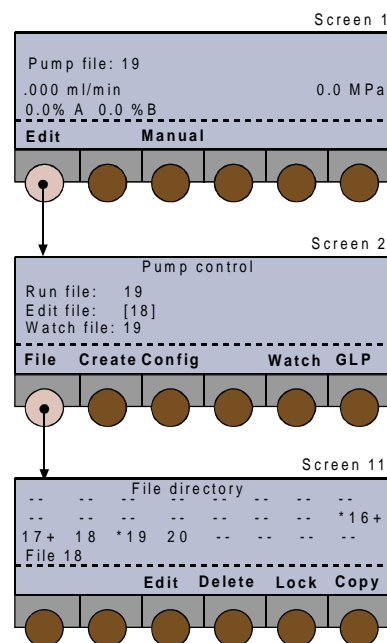 Screen 1
Pump file: 19
.000 ml/min 0.0 MPa
0.0% A 0.0 %B
Edit Manual
Screen 2
Pump control
Run file: 19
Edit file: [18]
Watch file: 19
File Create Config Watch GLP
Screen 11
File directory
-- -- -- -- -- -- -- --
-- -- -- -- -- -- -- *16+
17+ 18 *19 20 -- -- -- --
File 18
Edit Delete Lock Copy